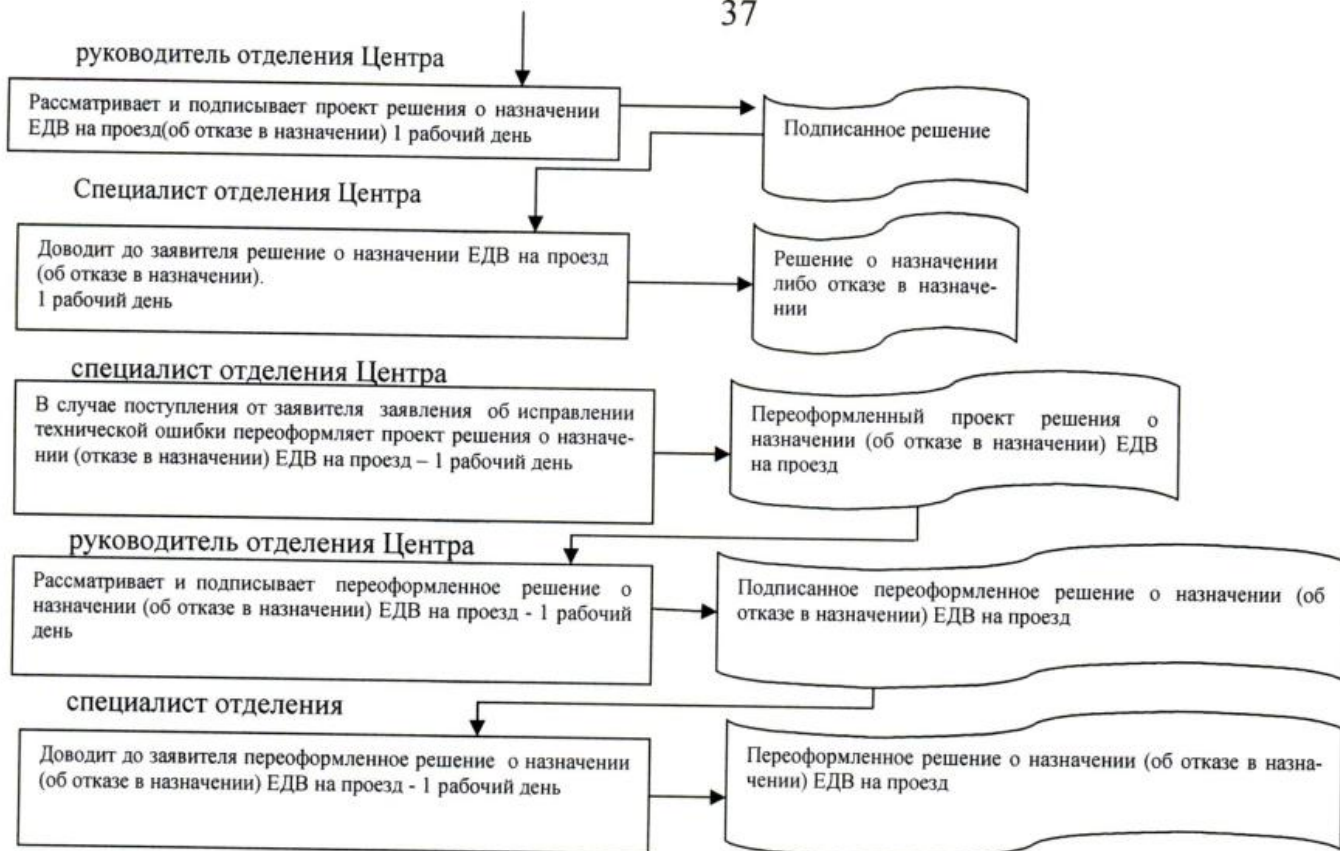 37
руководитель отделения Центра
Рассматривает и подписывает проект решения о назначении
ЕДВ на проезд(об отказе в назначении) 1 рабочий день
Подписанное решение
Специалист отделения Центра
Доводит до заявителя решение о назначении ЕДВ на проезд
(об отказе в назначении).
1 рабочий день
Решение о назначении
либо отказе в назначе-
нии
специалист отделения Центра
В случае поступления от заявителя заявления об исправлении
технической ошибки переоформляет проект решения о назначе-
нии (отказе в назначении) ЕДВ на проезд – 1 рабочий день
Переоформленный проект решения о
назначении (об отказе в назначении) ЕДВ
на проезд
руководитель отделения Центра
Рассматривает и подписывает переоформленное решение о
назначении (об отказе в назначении) ЕДВ на проезд - 1 рабочий
день
Подписанное переоформленное решение о назначении (об
отказе в назначении) ЕДВ на проезд
специалист отделения
Доводит до заявителя переоформленное решение о назначении
(об отказе в назначении) ЕДВ на проезд - 1 рабочий день
Переоформленное решение о назначении (об отказе в назна-
чении) ЕДВ на проезд